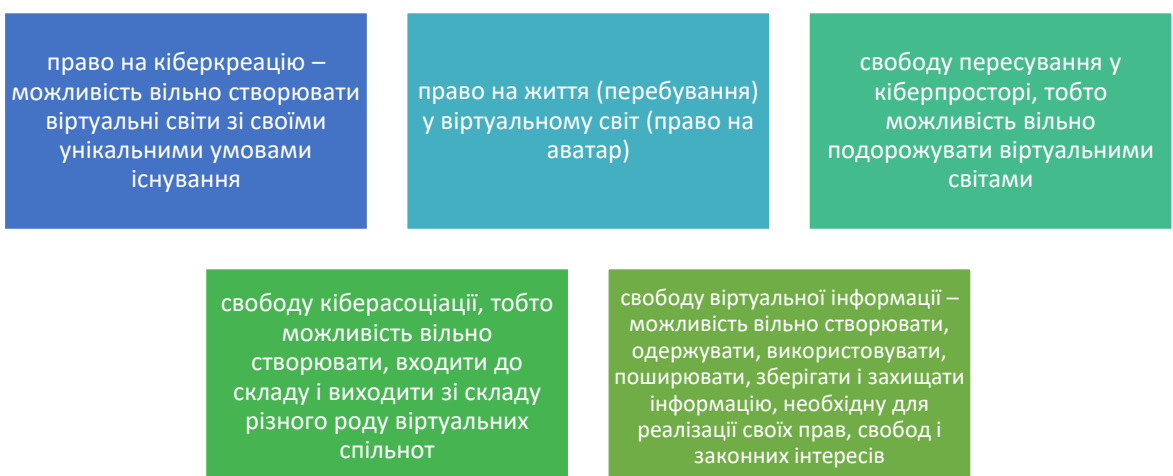 право на кіберкреацію –
можливість вільно створювати
віртуальні світи зі своїми
унікальними умовами
існування
право на життя (перебування)
у віртуальному світ (право на
аватар)
свободу пересування у
кіберпросторі, тобто
можливість вільно
подорожувати віртуальними
світами
свободу кіберасоціації, тобто
можливість вільно
створювати, входити до
складу і виходити зі складу
різного роду віртуальних
спільнот
свободу віртуальної інформації –
можливість вільно створювати,
одержувати, використовувати,
поширювати, зберігати і захищати
інформацію, необхідну для
реалізації своїх прав, свобод і
законних інтересів